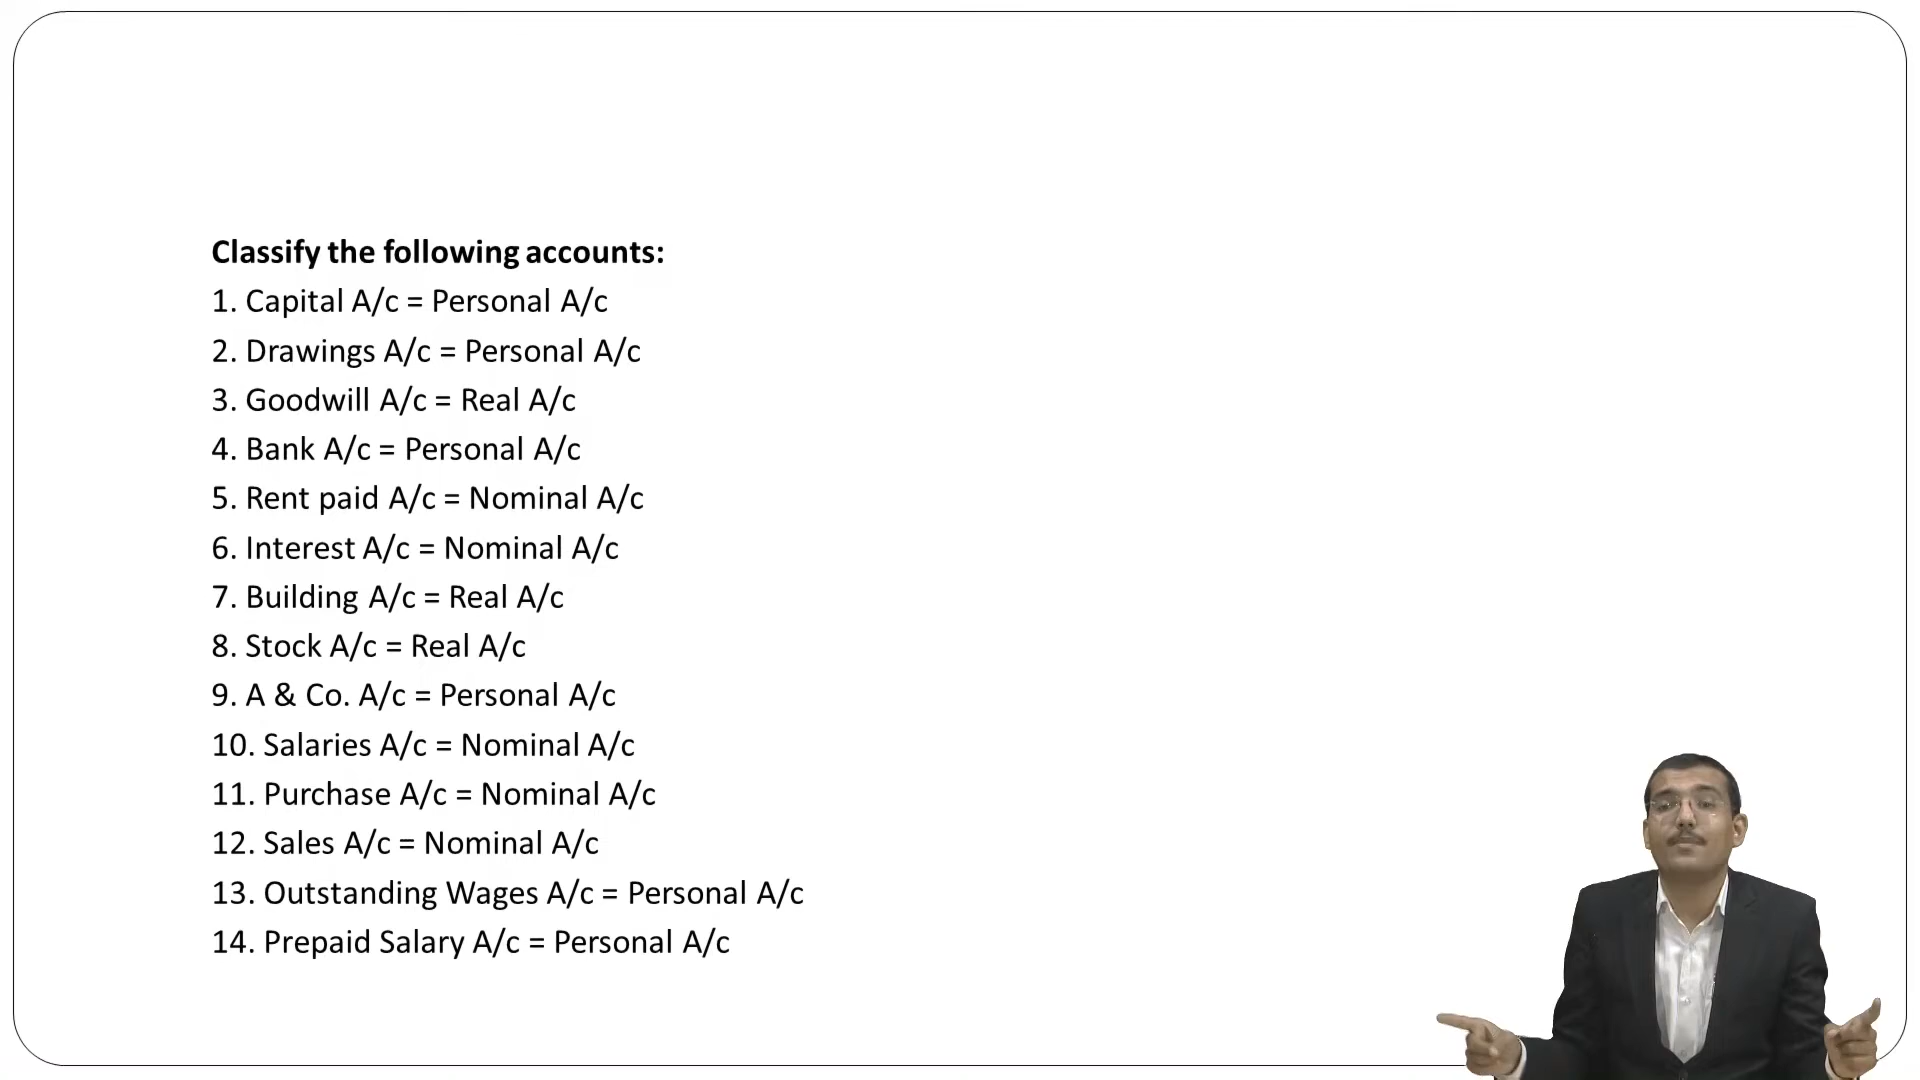 Classify the following accounts:
1. Capital A/c = Personal A/c
2. Drawings A/c = Personal A/c
3. Goodwill A/c = Real A/c
4. Bank A/c = Personal A/c
5. Rent paid A/c = Nominal A/c
6. Interest A/c = Nominal A/c
7. Building A/c = Real A/c
8. Stock A/c = Real A/c
9. A & Co. A/c = Personal A/c
10. Salaries A/c = Nominal A/c
11. Purchase A/c = Nominal A/c
12. Sales A/c = Nominal A/c
13. Outstanding Wages A/c = Personal A/c
14. Prepaid Salary A/c = Personal A/c